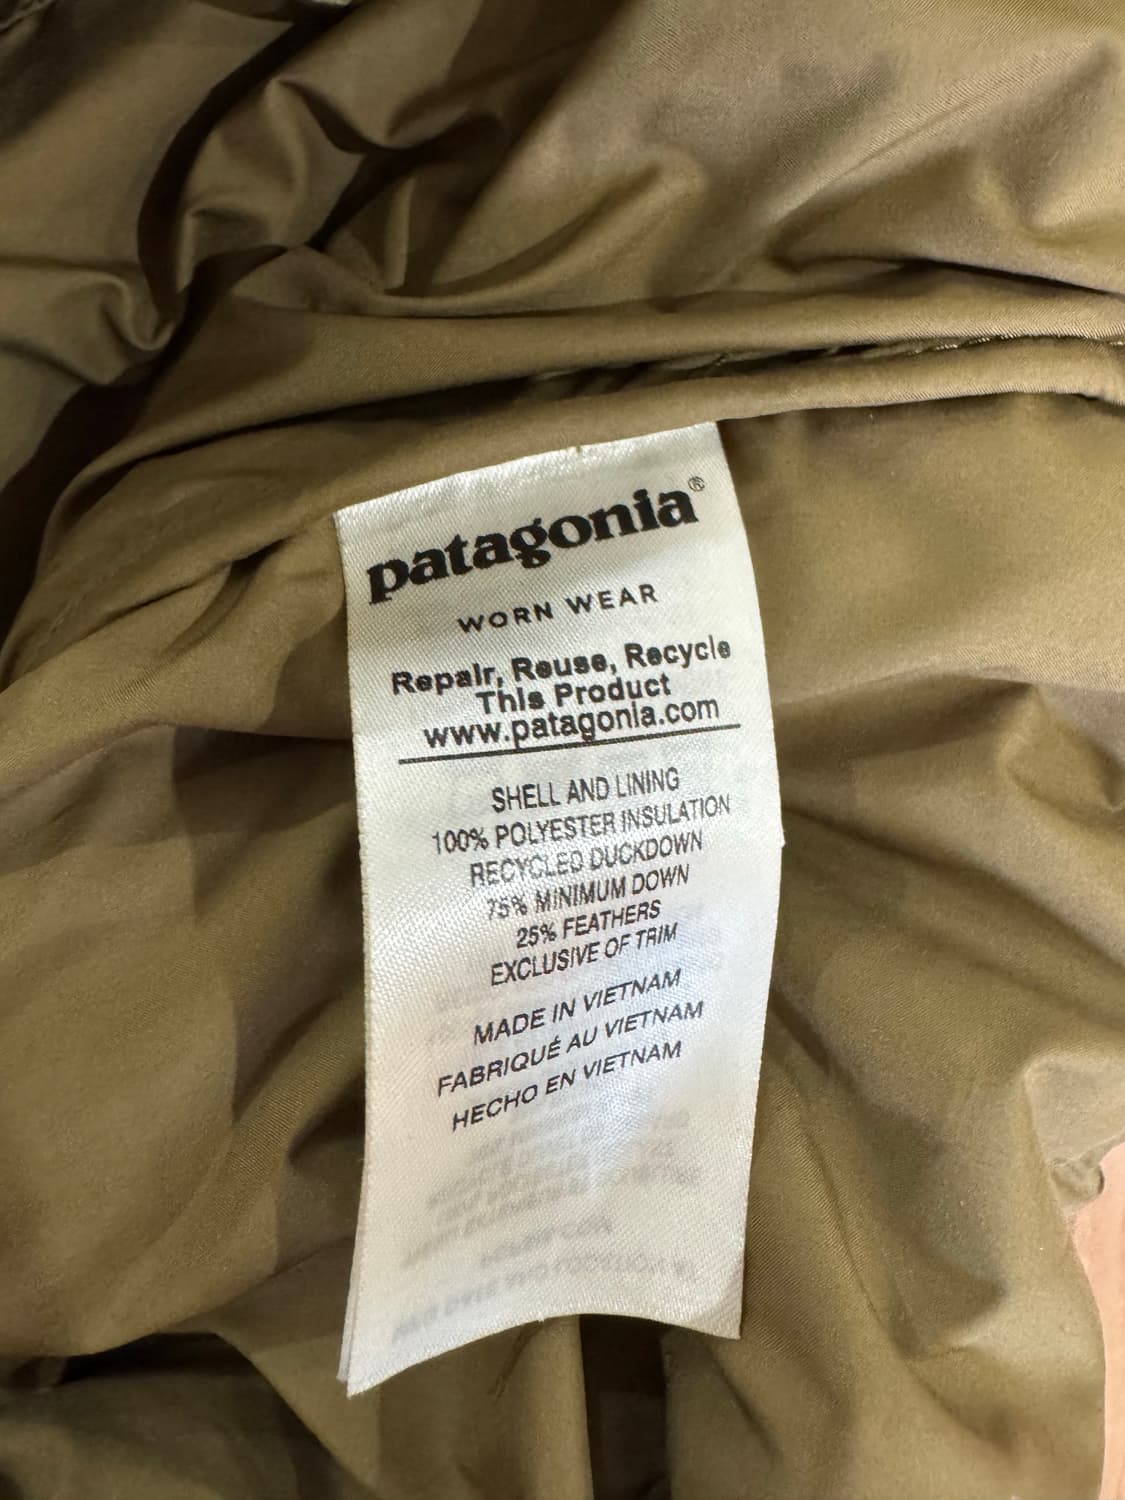 patagonia®
WORN WEAR
Repair, Reuse, Recycle
This Product
www.patagonia.com
SHELL AND LINING
100% POLYESTER INSULATION
RECYCLED DUCKDOWN
75% MINIMUM DOWN
25% FEATHERS
EXCLUSIVE OF TRIM
MADE IN VIETNAM
FABRIQUÉ AU VIETNAM
HECHO EN VIETNAM